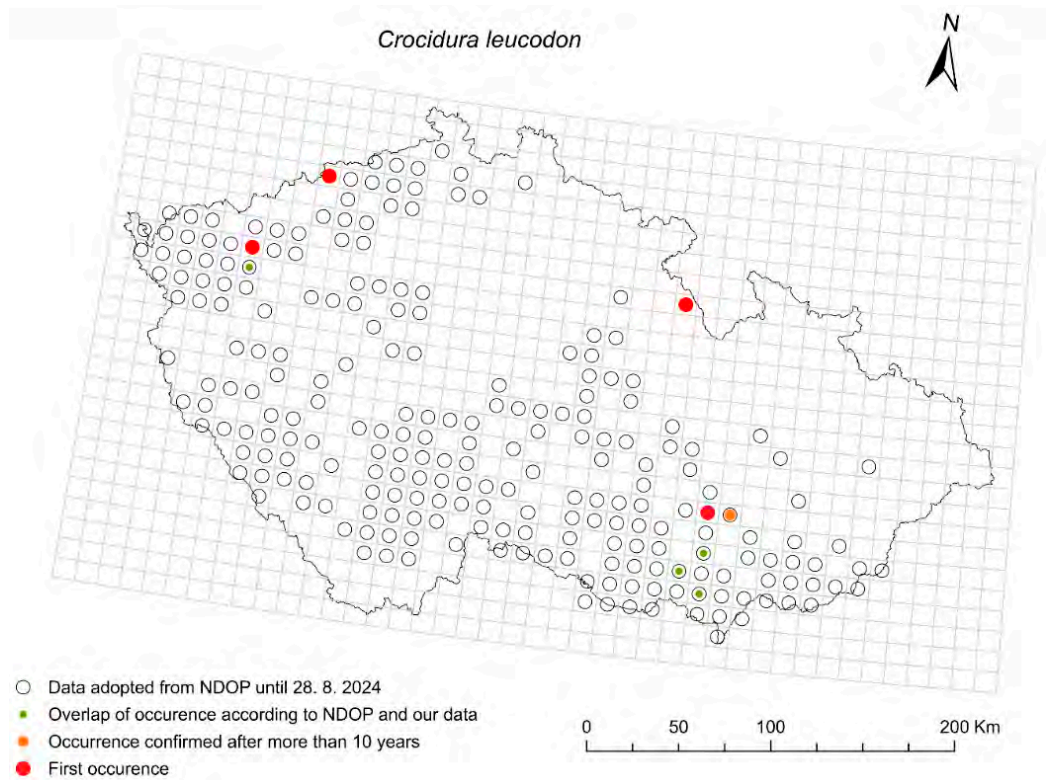 Crocidura leucodon
N
Data adopted from NDOP until 28. 8. 2024
Overlap of occurence according to NDOP and our data
Occurrence confirmed after more than 10 years
First occurence
0 50 100 200 Km